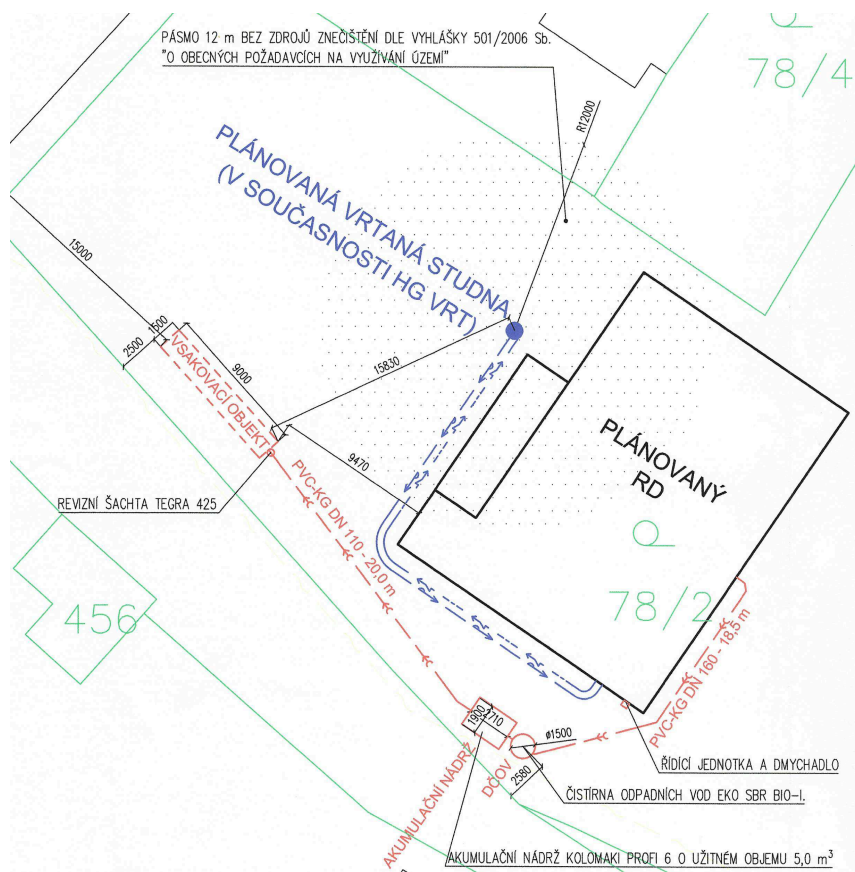 PÁSMO 12 m BEZ ZDROJŮ ZNEČIŠTĚNÍ DLE VYHLÁŠKY 501/2006 Sb.
"O OBECNÝCH POŽADAVCÍCH NA VYUŽÍVÁNÍ ÚZEMÍ"
78/4
R12000
PLÁNOVANÁ VRTANÁ STUDNA
(V SOUČASNOSTI HG VRT)
15000
1500
2500
9000
15830
VSAKOVACÍ OBJEKT
9470
PLÁNOVANÝ
RD
REVIZNÍ ŠACHTA TEGRA 425
PVC-KG DN 110 - 20,0 m
78/2
456
PVC-KG DN 160 - 18,5 m
1900
2710
ø1500
2580
DČOV
AKUMULAČNÍ NÁDRŽ
ŘÍDÍCÍ JEDNOTKA A DMYCHADLO
ČISTÍRNA ODPADNÍCH VOD EKO SBR BIO-I.
AKUMULAČNÍ NÁDRŽ KOLOMAKI PROFI 6 O UŽITNÉM OBJEMU 5,0 m³